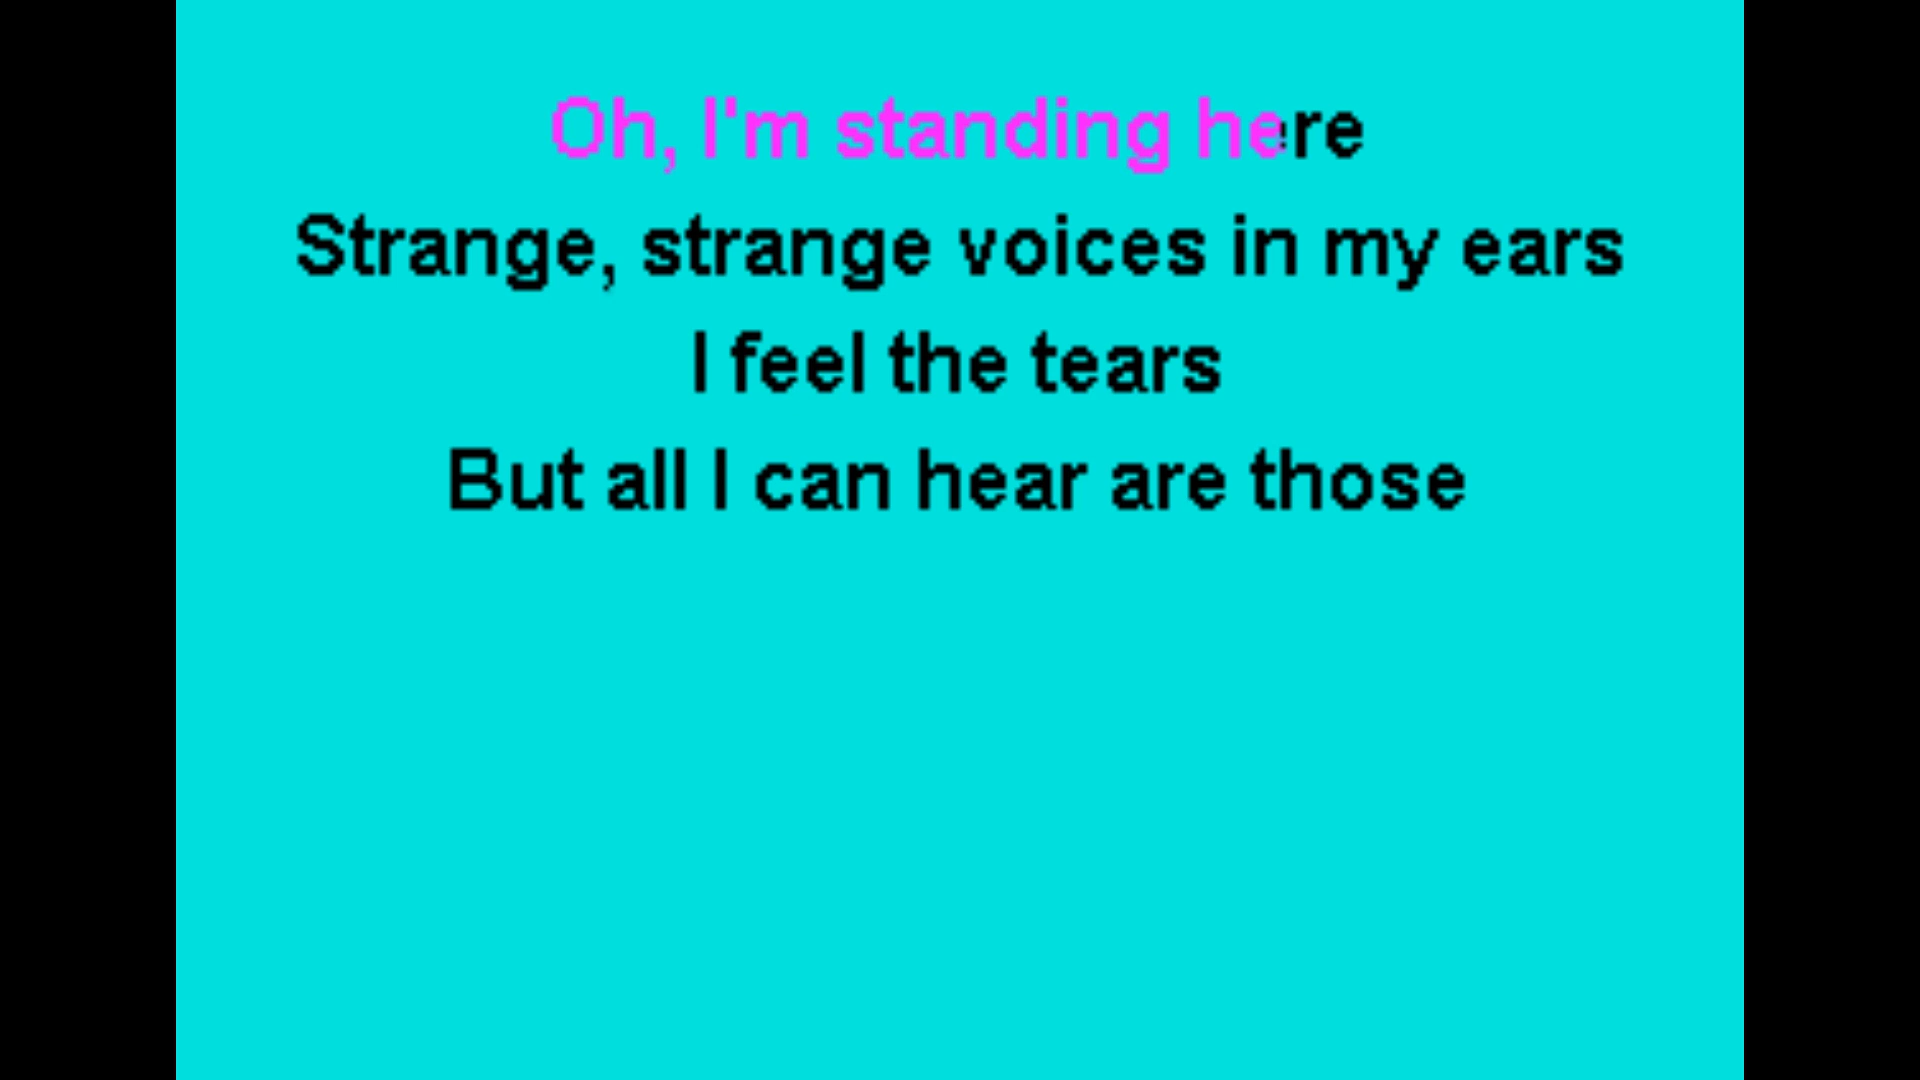 Oh, I'm standing here
Strange, strange voices in my ears
I feel the tears
But all I can hear are those